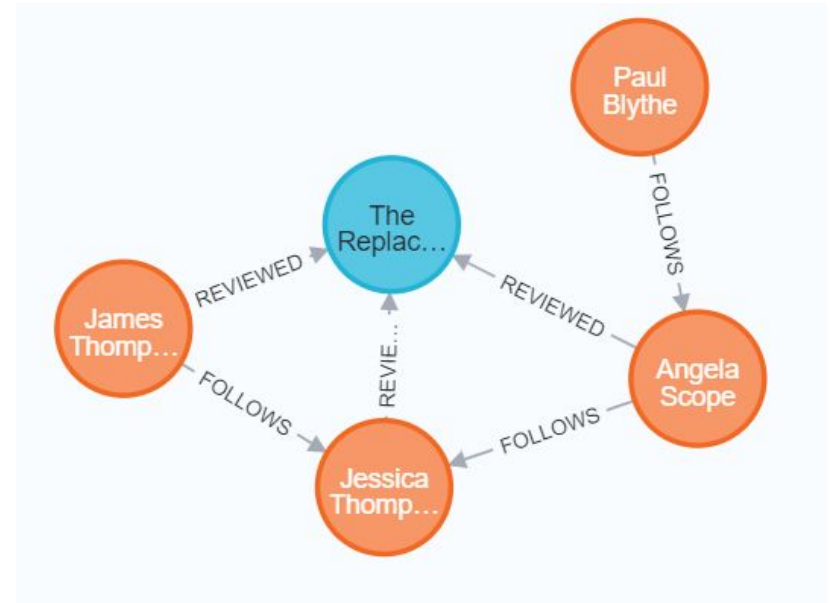 Paul
Blythe
FOLLOWS
The
Replac…
REVIEWED
REVIEWED
James
Thomp…
Angela
Scope
REVIE…
FOLLOWS
FOLLOWS
Jessica
Thomp…